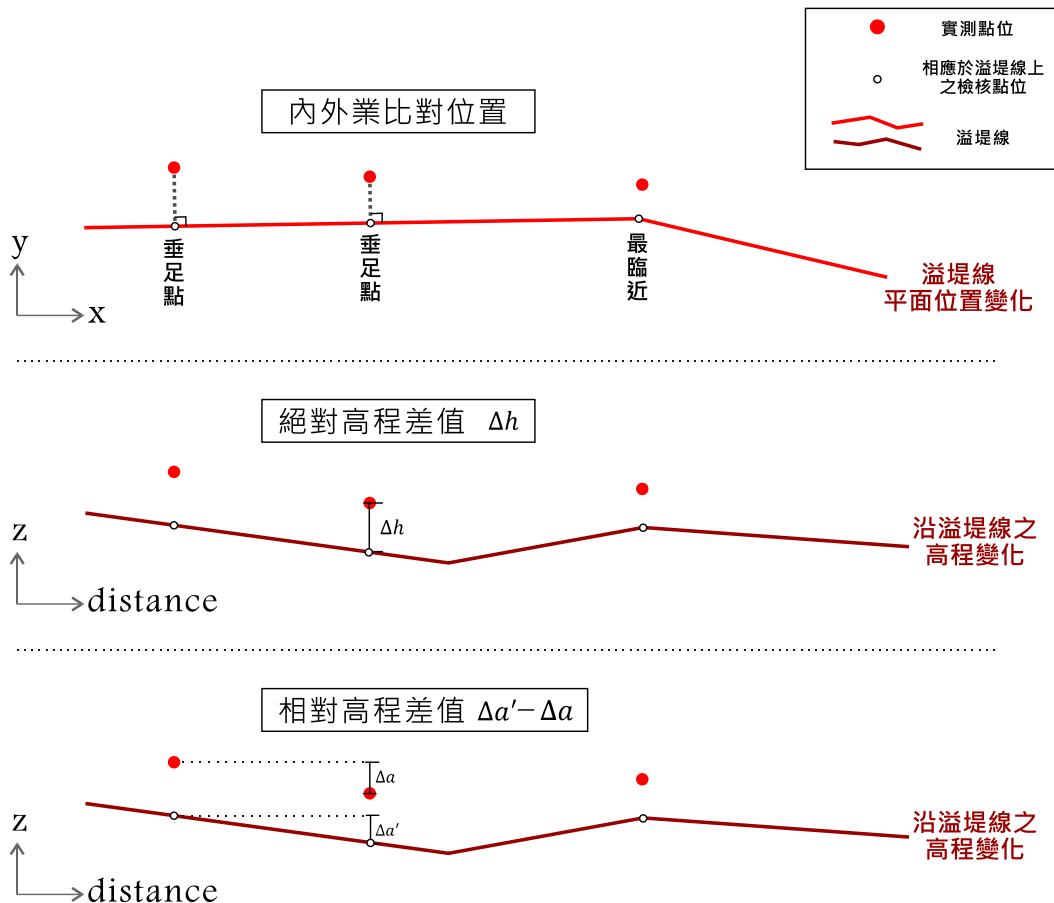 實測點位
相應於溢堤線上
之檢核點位
溢堤線
內外業比對位置
垂足點
垂足點
最臨近
y
x
溢堤線
平面位置變化
絕對高程差值 Δh
Δh
z
distance
沿溢堤線之
高程變化
相對高程差值 Δa′−Δa
Δa
Δa′
z
distance
沿溢堤線之
高程變化